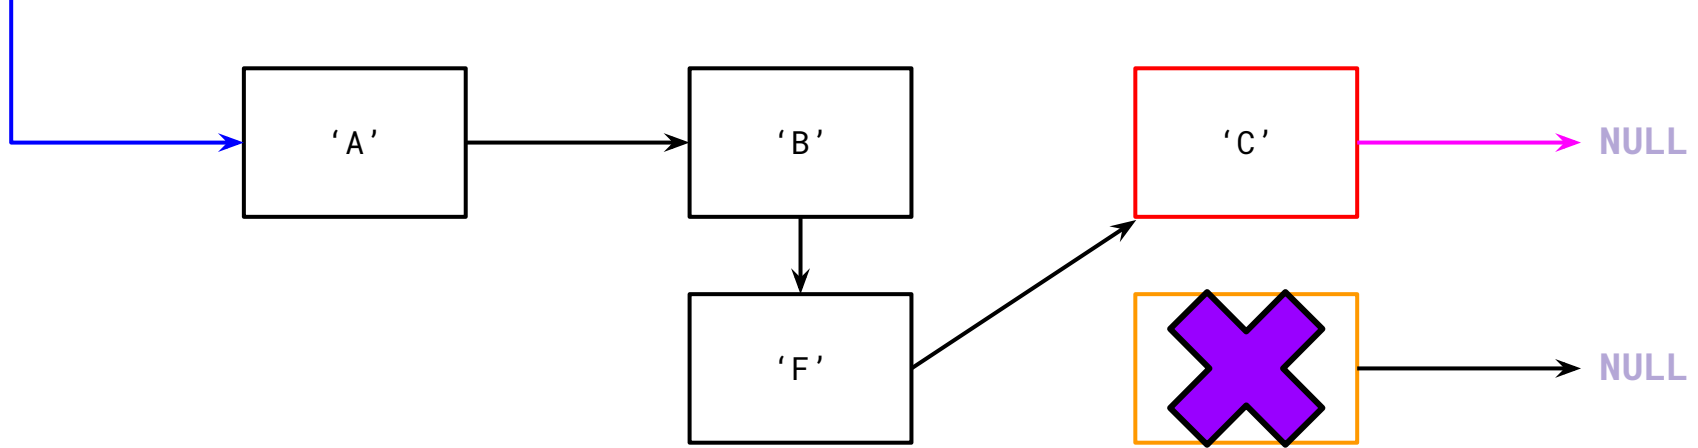 ‘A’ ‘B’ ‘C’ NULL
‘F’ NULL